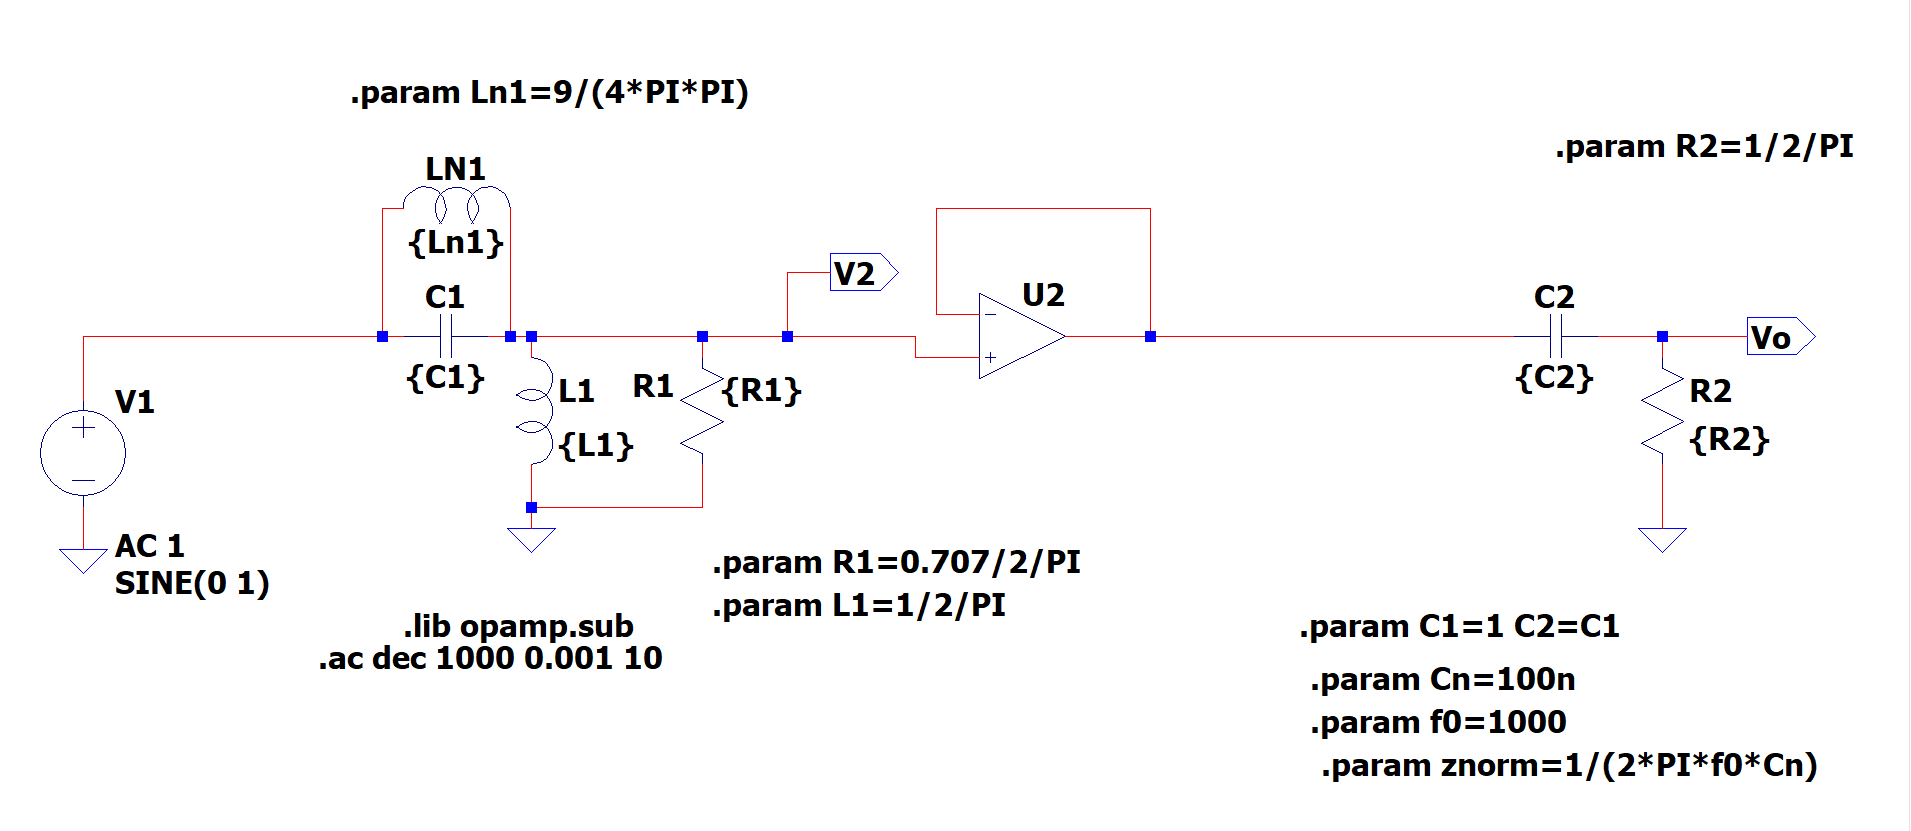 .param Ln1=9/(4*PI*PI)
.param R2=1/2/PI
LN1
{Ln1}
C1
{C1}
V2
U2
C2
{C2}
Vo
V1
L1
{L1}
R1
{R1}
R2
{R2}
AC 1
SINE(0 1)
.param R1=0.707/2/PI
.param L1=1/2/PI
.lib opamp.sub
.ac dec 1000 0.001 10
.param C1=1 C2=C1
.param Cn=100n
.param f0=1000
.param znorm=1/(2*PI*f0*Cn)